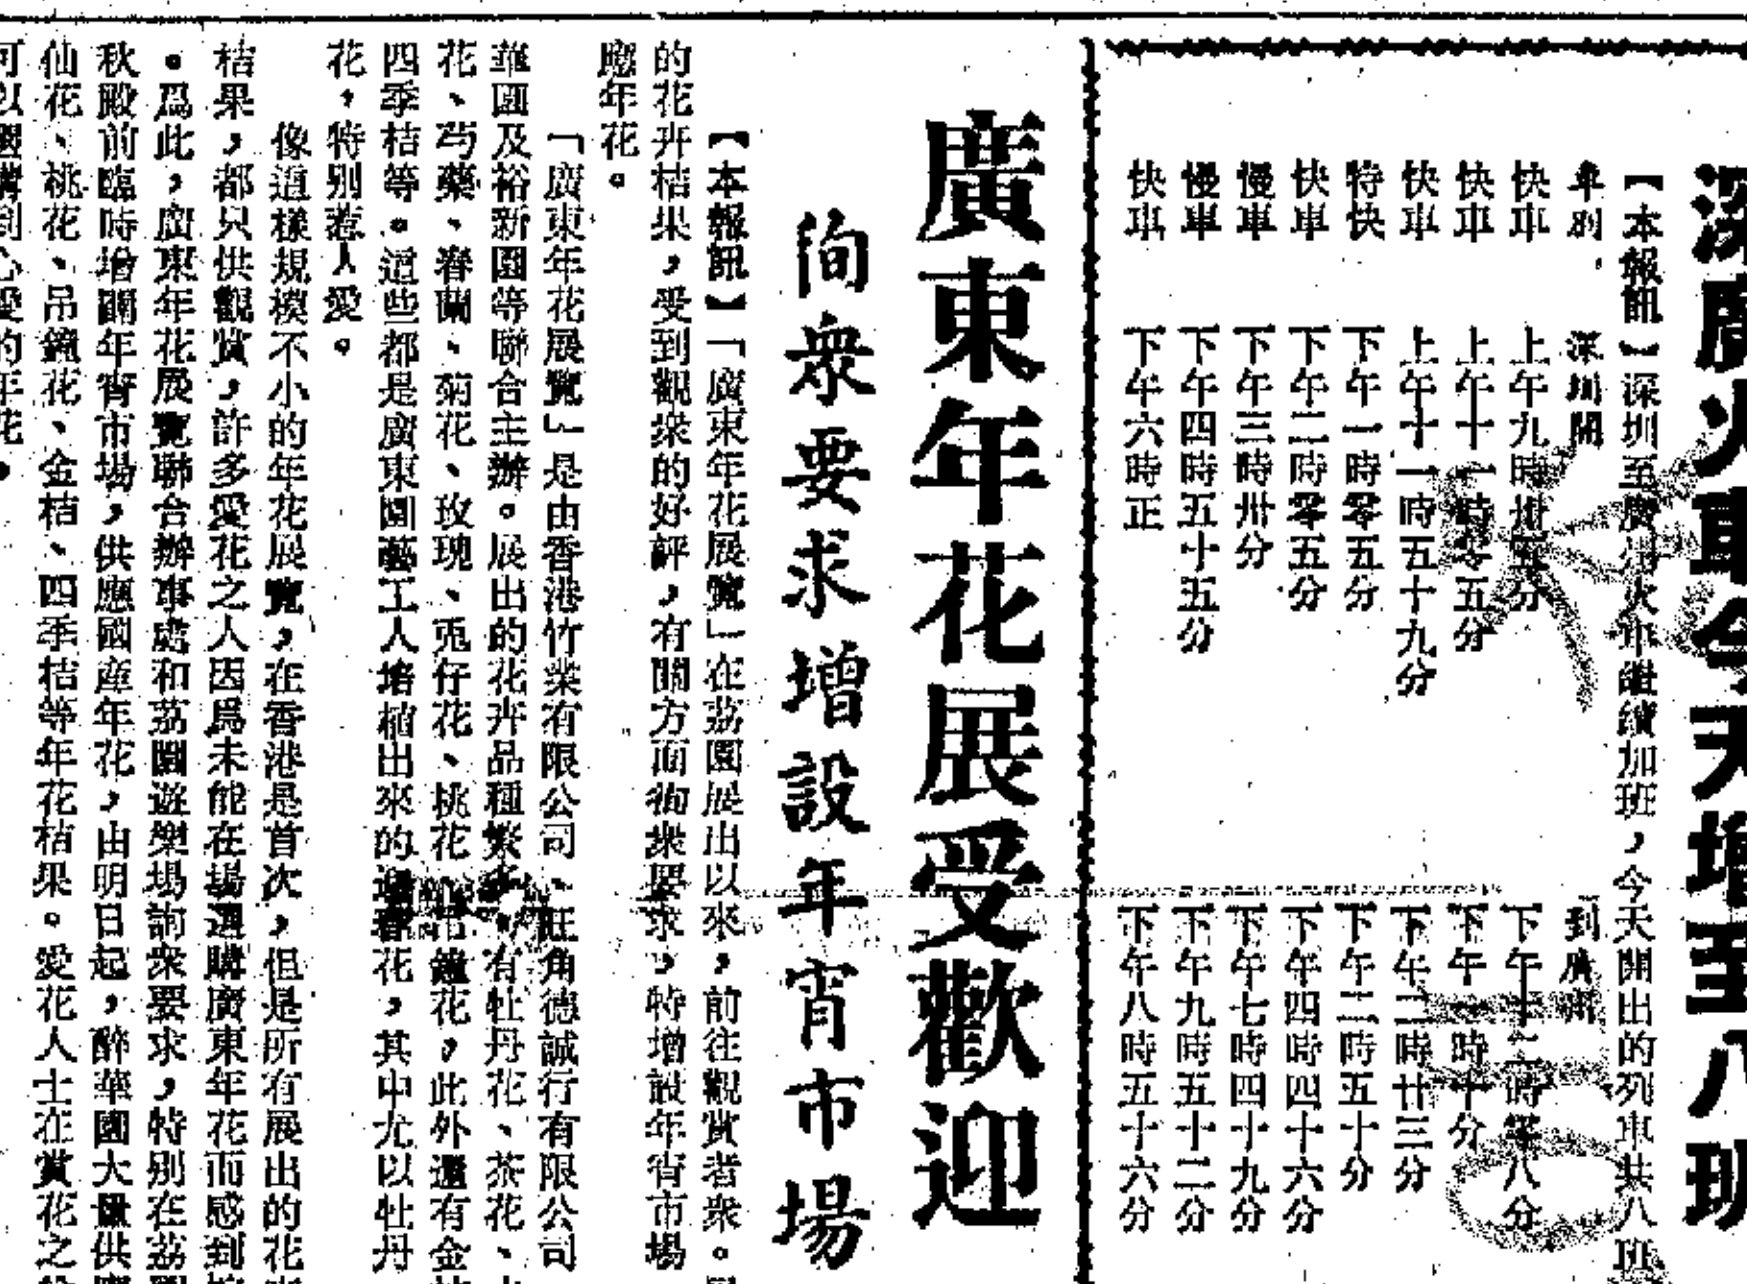 深廣火車今天增至八班
【本報訊】深圳至廣州火車繼續加班，今天開出的列車共八班
車別 深圳開 到廣州
快車 上午九時卅五分 下午十二時零八分
快車 上午十一時零五分 下午一時十分
快車 上午十一時五十九分 下午二時廿三分
特快 下午一時零五分 下午二時五十分
快車 下午二時零五分 下午四時四十六分
慢車 下午三時卅分 下午七時四十九分
慢車 下午四時五十五分 下午九時五十二分
快車 下午六時正 下午八時五十六分
廣東年花展受歡迎
徇衆要求增設年宵市場
【本報訊】「廣東年花展覽」在荔園展出以來，前往觀賞者衆。
的花卉桔果，受到觀衆的好評，有關方面徇衆要求，特增設年宵市場
應年花。
「廣東年花展覽」是由香港竹業有限公司、旺角德誠行有限公司
華園及裕新園等聯合主辦。展出的花卉品種繁多，有牡丹花、茶花、
花、芍藥、春蘭、菊花、玫瑰、兎仔花、桃花、吊鐘花，此外還有金
四季桔等。這些都是廣東園藝工人培植出來的迎春花，其中尤以牡丹
花，特别惹人愛。
像這樣規模不小的年花展覽，在香港是首次，但是所有展出的花
桔果，都只供觀賞，許多愛花之人因爲未能在場選購廣東年花而感到
。爲此，廣東年花展覽聯合辦事處和荔園遊樂場詢衆要求，特別在荔園
秋殿前臨時增闢年宵市場，供應國產年花，由明日起，醉華園大量供應
仙花、桃花、吊鐘花、金桔、四季桔等年花桔果。愛花人士在賞花之
可以選購到心愛的年花。